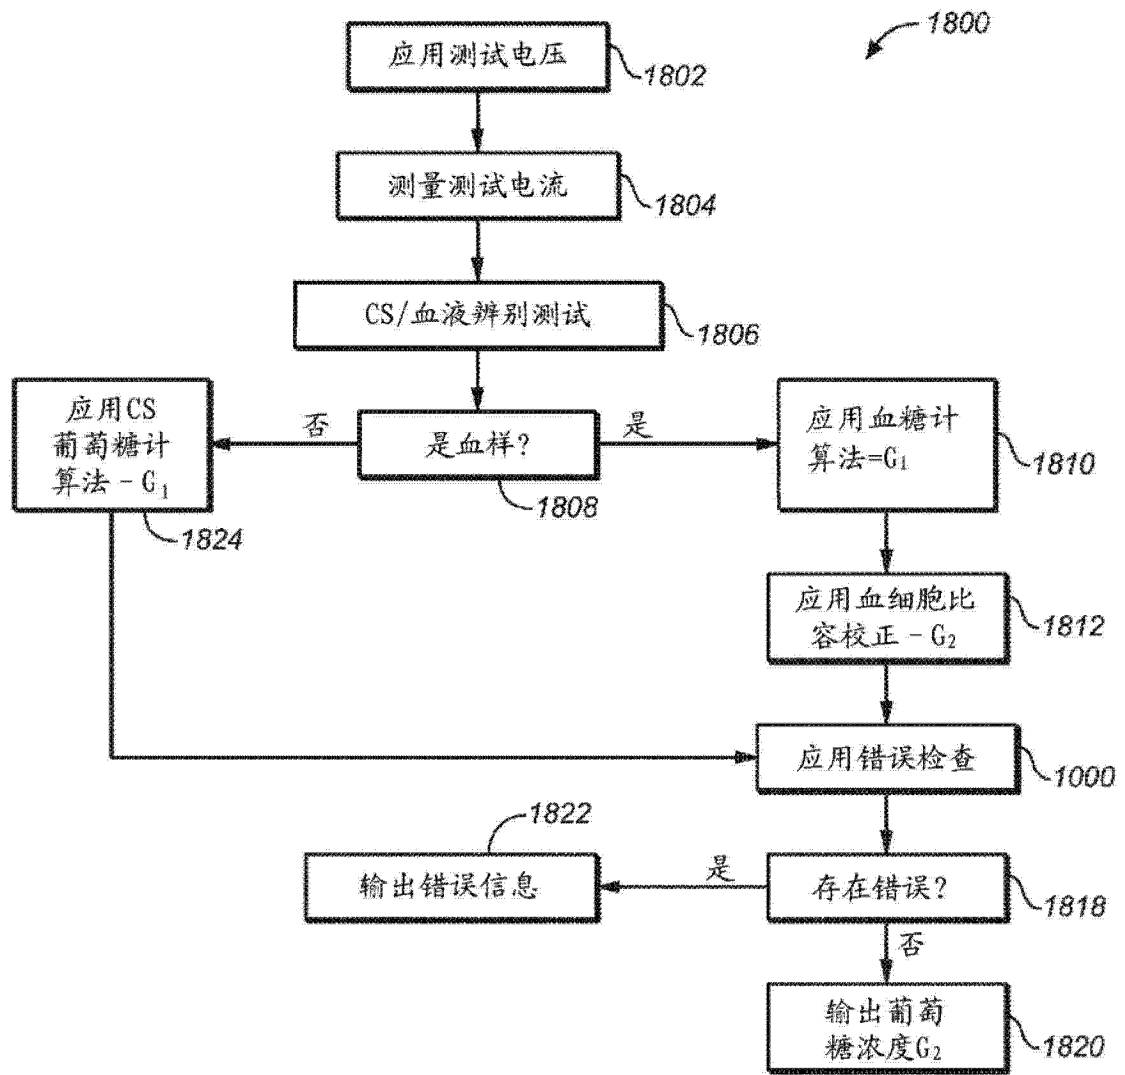 1800
应用测试电压
1802
测量测试电流
1804
CS/血液辨别测试
1806
应用CS
葡萄糖计
算法-G₁
1824
否
是血样？
1808
是
应用血糖计
算法=G₁
1810
应用血细胞比
容校正-G₂
1812
应用错误检查
1000
1822
输出错误信息
是
存在错误？
1818
否
输出葡萄
糖浓度G₂
1820